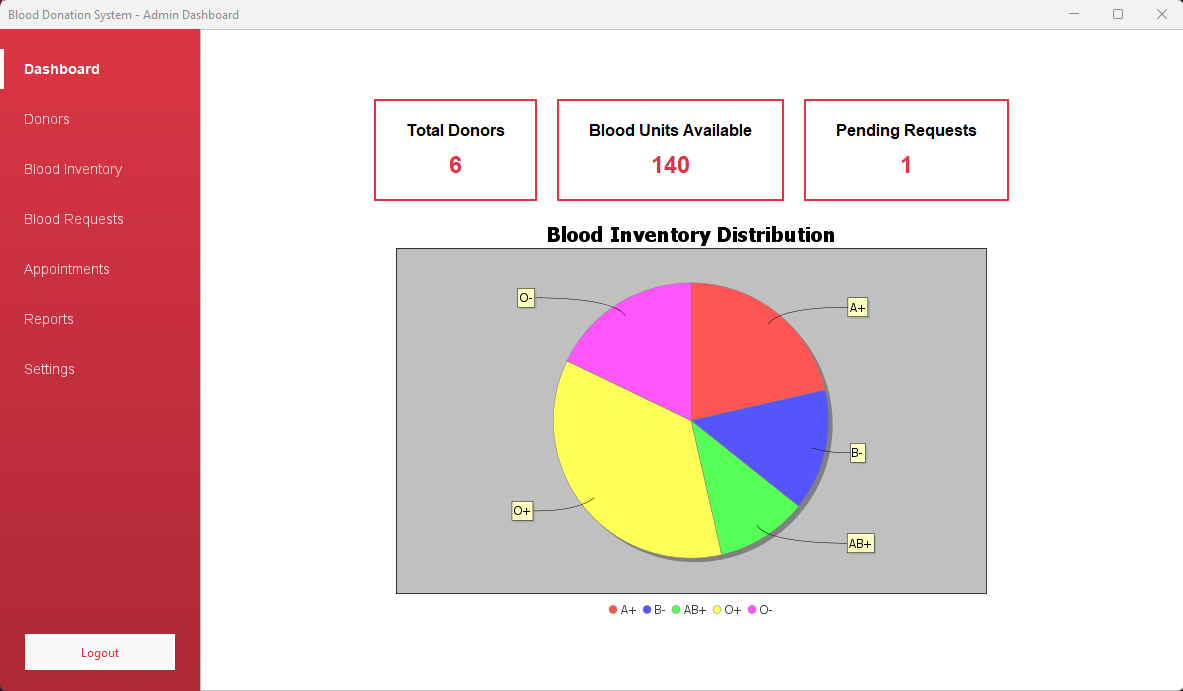 Blood Donation System - Admin Dashboard
Dashboard
Donors
Blood Inventory
Blood Requests
Appointments
Reports
Settings
Logout
Total Donors
6
Blood Units Available
140
Pending Requests
1
Blood Inventory Distribution
O-
A+
B-
O+
AB+
A+ B- AB+ O+ O-